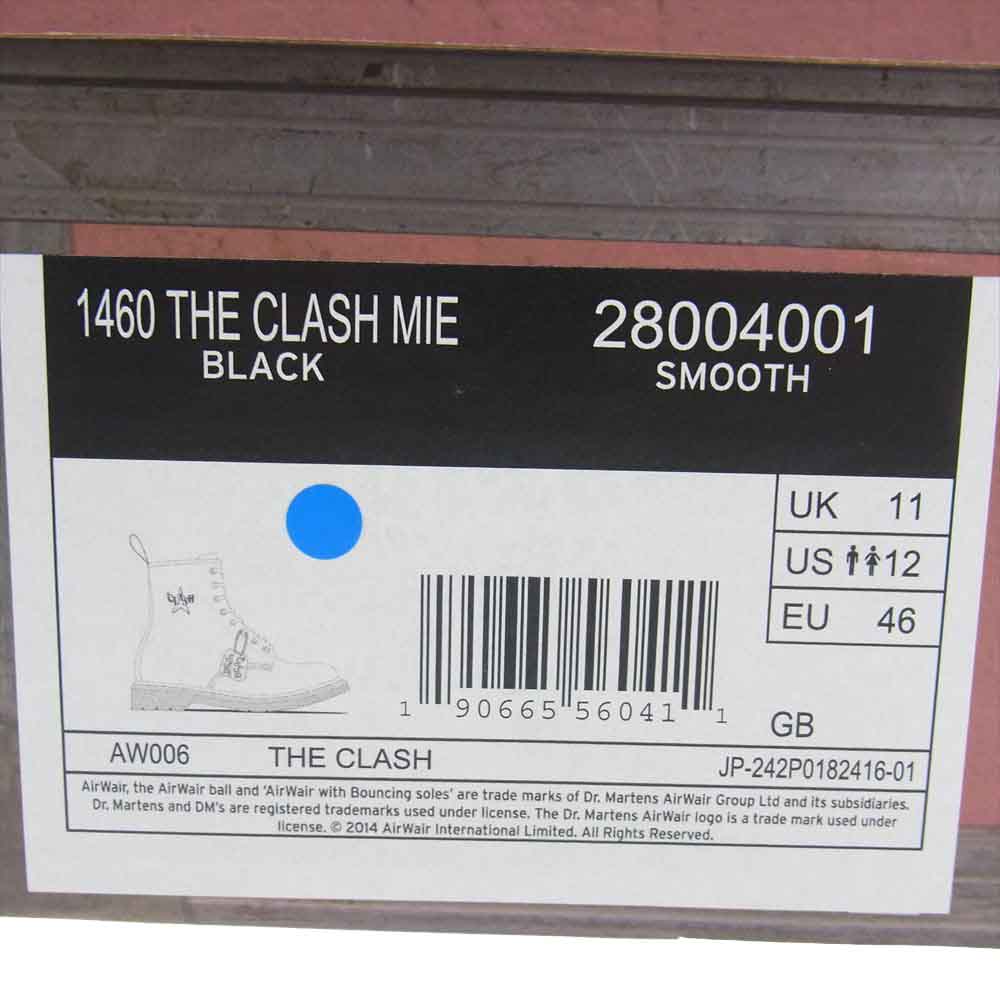 1460 THE CLASH MIE
BLACK
28004001
SMOOTH
UK 11
US 12
EU 46
CLASH
1 90665 56041 1
GB
AW006 THE CLASH JP-242P0182416-01
AirWair, the AirWair ball and 'AirWair with Bouncing soles' are trade marks of Dr. Martens AirWair Group Ltd and its subsidiaries.
Dr. Martens and DM's are registered trademarks used under license. The Dr. Martens AirWair logo is a trade mark used under
license. © 2014 AirWair International Limited. All Rights Reserved.